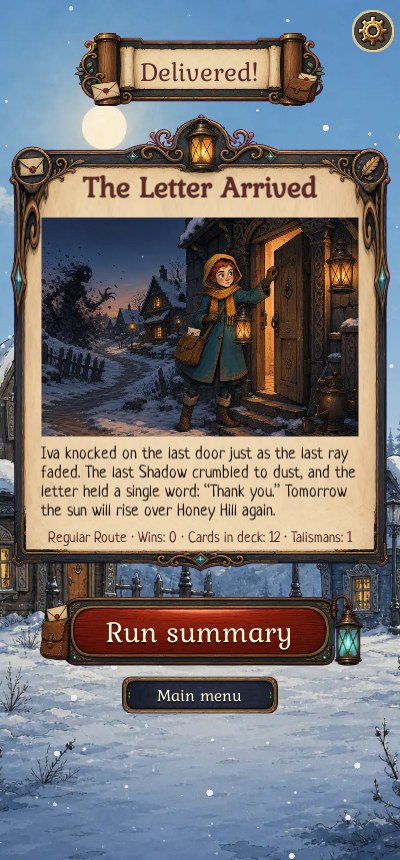 Delivered!
The Letter Arrived
Iva knocked on the last door just as the last ray
faded. The last Shadow crumbled to dust, and the
letter held a single word: “Thank you.” Tomorrow
the sun will rise over Honey Hill again.
Regular Route · Wins: 0 · Cards in deck: 12 · Talismans: 1
Run summary
Main menu